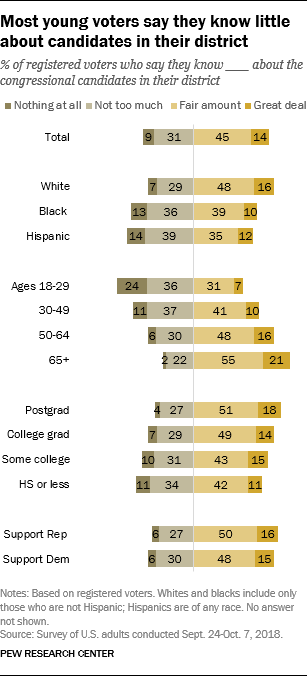 Most young voters say they know little
about candidates in their district
% of registered voters who say they know ___ about the
congressional candidates in their district
Nothing at all Not too much Fair amount Great deal
Total 9 31 45 14
White 7 29 48 16
Black 13 36 39 10
Hispanic 14 39 35 12
Ages 18-29 24 36 31 7
30-49 11 37 41 10
50-64 6 30 48 16
65+ 2 22 55 21
Postgrad 4 27 51 18
College grad 7 29 49 14
Some college 10 31 43 15
HS or less 11 34 42 11
Support Rep 6 27 50 16
Support Dem 6 30 48 15
Notes: Based on registered voters. Whites and blacks include only
those who are not Hispanic; Hispanics are of any race. No answer
not shown.
Source: Survey of U.S. adults conducted Sept. 24-Oct. 7, 2018.
PEW RESEARCH CENTER